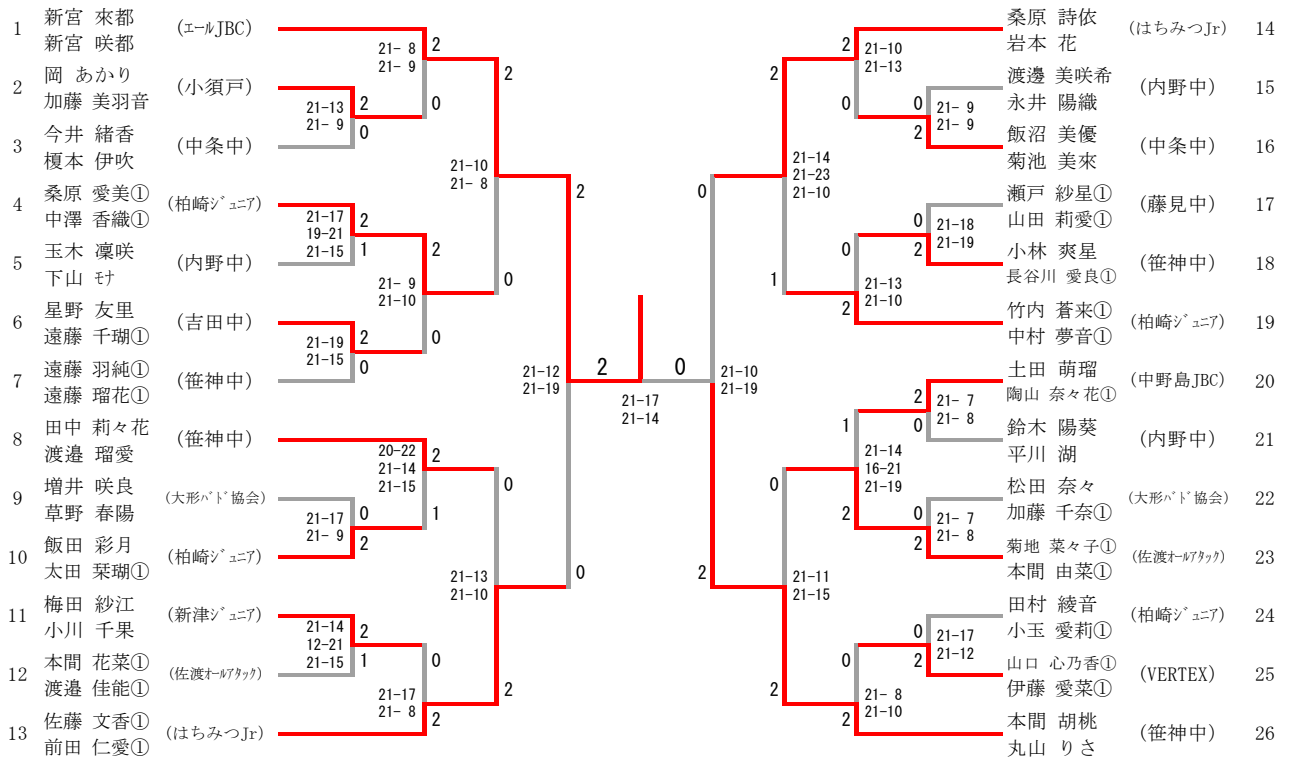 1 新宮 來都 (エールJBC)
新宮 咲都
2 岡 あかり (小須戸)
加藤 美羽音
3 今井 緒香 (中条中)
榎本 伊吹
4 桑原 愛美① (柏崎ジュニア)
中澤 香織①
5 玉木 凜咲 (内野中)
下山 モナ
6 星野 友里 (吉田中)
遠藤 千瑚①
7 遠藤 羽純① (笹神中)
遠藤 瑠花①
8 田中 莉々花 (笹神中)
渡邉 瑠愛
9 増井 咲良 (大形バド協会)
草野 春陽
10 飯田 彩月 (柏崎ジュニア)
太田 栞瑚①
11 梅田 紗江 (新津ジュニア)
小川 千果
12 本間 花菜① (佐渡オールアタック)
渡邉 佳能①
13 佐藤 文香① (はちみつJr)
前田 仁愛①
21- 8 2
21- 9
0
21-13 2
21- 9 0
2
21-10
21- 8
0
21-17 2
19-21
21-15 1
2
21- 9
21-10
0
21-19 2
21-15 0
2
21-12
21-19
0
20-22 2
21-14
21-15
1
21-17 0
21- 9 2
0
21-13
21-10
2
21-14 2
12-21
21-15 1
0
21-17
21- 8 2
2 0
21-17
21-14
桑原 詩依 (はちみつJr) 14
岩本 花
渡邊 美咲希 (内野中) 15
永井 陽織
飯沼 美優 (中条中) 16
菊池 美來
瀬戸 紗星① (藤見中) 17
山田 莉愛①
小林 爽星 (笹神中) 18
長谷川 愛良①
竹内 蒼来① (柏崎ジュニア) 19
中村 夢音①
土田 萌瑠 (中野島JBC) 20
陶山 奈々花①
鈴木 陽葵 (内野中) 21
平川 湖
松田 奈々 (大形バド協会) 22
加藤 千奈①
菊地 菜々子① (佐渡オールアタック) 23
本間 由菜①
田村 綾音 (柏崎ジュニア) 24
小玉 愛莉①
山口 心乃香① (VERTEX) 25
伊藤 愛菜①
本間 胡桃 (笹神中) 26
丸山 りさ
2 21-10
21-13
0
0 21- 9
2 21- 9
2
21-14
21-23
21-10
1
0 21-18
2 21-19
0
21-13
21-10
2
0
21-10
21-19
2
2 21- 7
0 21- 8
1
21-14
16-21
21-19
2
0 21- 7
2 21- 8
0
21-11
21-15
2
0 21-17
2 21-12
0
21- 8
2 21-10